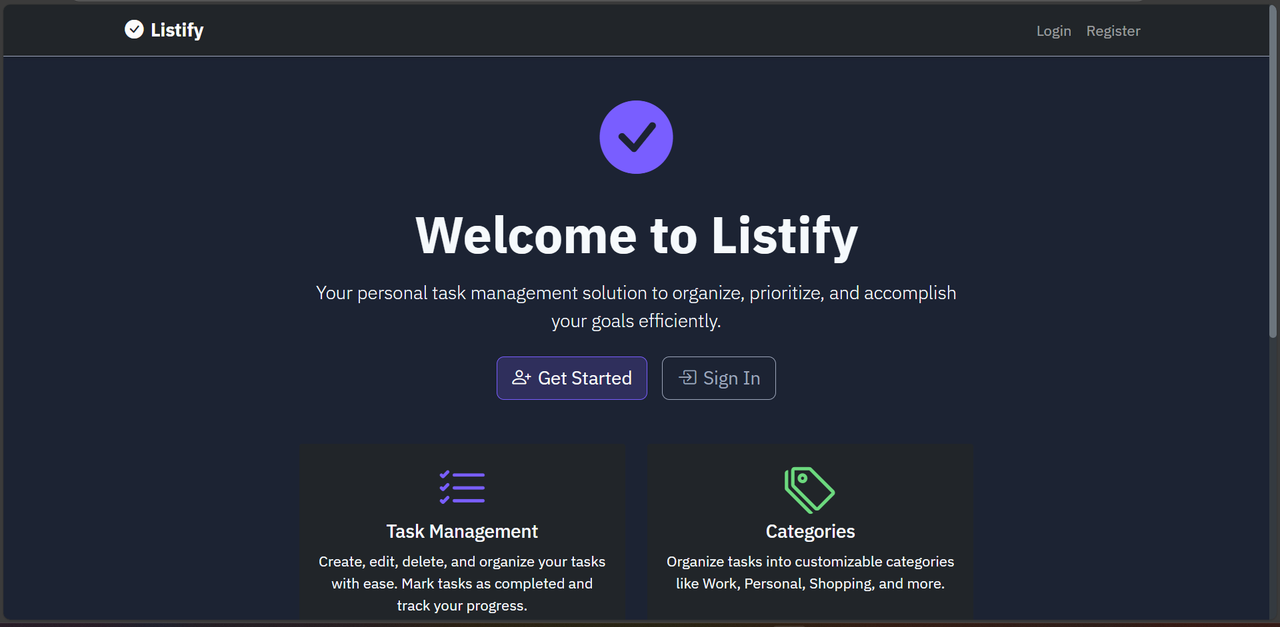 Listify
Login
Register
Welcome to Listify
Your personal task management solution to organize, prioritize, and accomplish
your goals efficiently.
Get Started
Sign In
Task Management
Create, edit, delete, and organize your tasks
with ease. Mark tasks as completed and
track your progress.
Categories
Organize tasks into customizable categories
like Work, Personal, Shopping, and more.